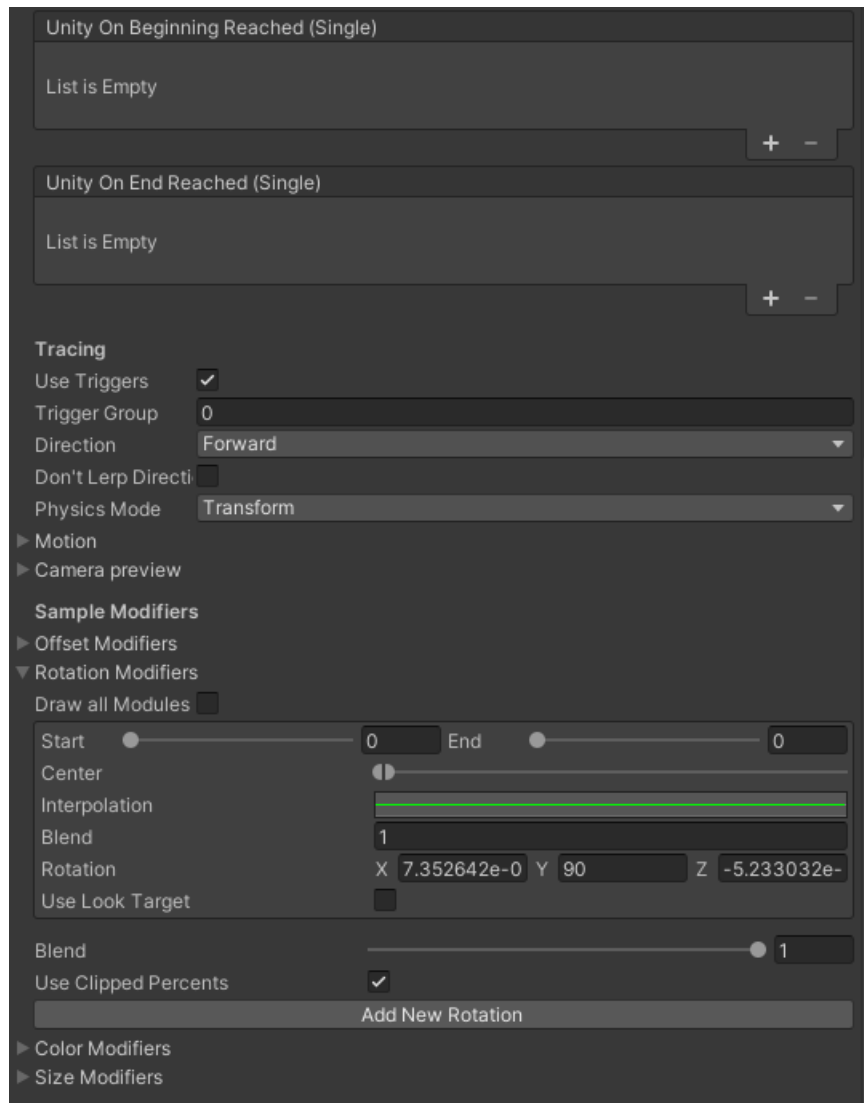 Unity On Beginning Reached (Single)
List is Empty
+ −
Unity On End Reached (Single)
List is Empty
+ −
Tracing
Use Triggers
Trigger Group 0
Direction Forward
Don't Lerp Directi
Physics Mode Transform
Motion
Camera preview
Sample Modifiers
Offset Modifiers
Rotation Modifiers
Draw all Modules
Start 0 End 0
Center
Interpolation
Blend 1
Rotation X 7.352642e-0 Y 90 Z -5.233032e-
Use Look Target
Blend 1
Use Clipped Percents
Add New Rotation
Color Modifiers
Size Modifiers